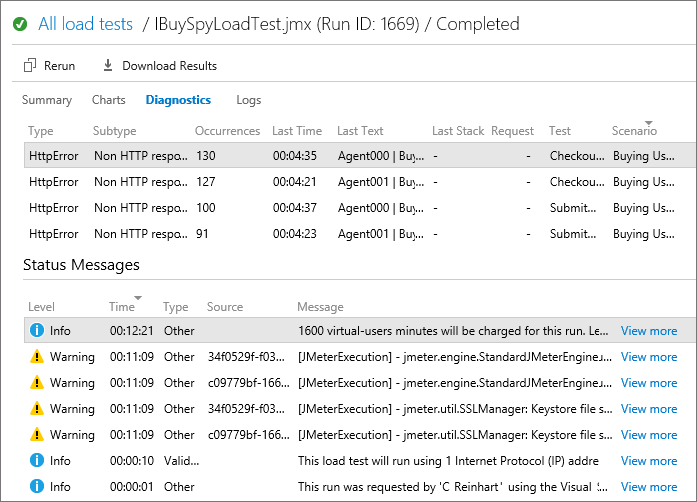 All load tests / IBuySpyLoadTest.jmx (Run ID: 1669) / Completed
Rerun Download Results
Summary Charts Diagnostics Logs
Type Subtype Occurrences Last Time Last Text Last Stack Request Test Scenario
HttpError Non HTTP respo... 130 00:04:35 Agent000 | Buy... - - Checkou... Buying Us...
HttpError Non HTTP respo... 127 00:04:21 Agent001 | Buy... - - Checkou... Buying Us...
HttpError Non HTTP respo... 100 00:04:37 Agent000 | Buy... - - Submit... Buying Us...
HttpError Non HTTP respo... 91 00:04:23 Agent001 | Buy... - - Submit... Buying Us...
Status Messages
Level Time Type Source Message
Info 00:12:21 Other 1600 virtual-users minutes will be charged for this run. Le... View more
Warning 00:11:09 Other 34f0529f-f03... [JMeterExecution] - jmeter.engine.StandardJMeterEngine... View more
Warning 00:11:09 Other c09779bf-166... [JMeterExecution] - jmeter.engine.StandardJMeterEngine... View more
Warning 00:11:09 Other 34f0529f-f03... [JMeterExecution] - jmeter.util.SSLManager: Keystore file s... View more
Warning 00:11:09 Other c09779bf-166... [JMeterExecution] - jmeter.util.SSLManager: Keystore file s... View more
Info 00:00:10 Valid... This load test will run using 1 Internet Protocol (IP) addre View more
Info 00:00:01 Other This run was requested by 'C Reinhart' using the Visual 'S... View more